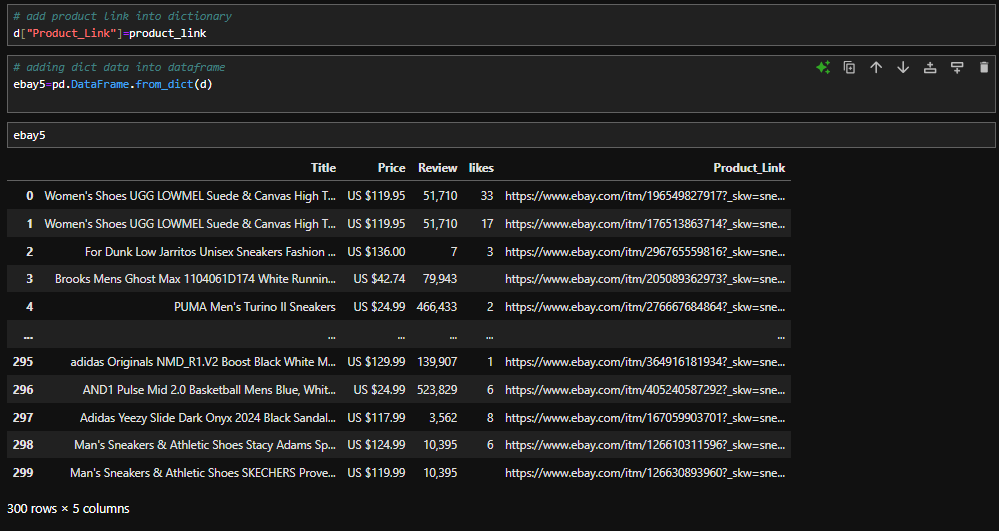 # add product link into dictionary
d["Product_Link"]=product_link
# adding dict data into dataframe
ebay5=pd.DataFrame.from_dict(d)
ebay5
Title Price Review likes Product_Link
0 Women's Shoes UGG LOWMEL Suede & Canvas High T... US $119.95 51,710 33 https://www.ebay.com/itm/196549827917?_skw=sne...
1 Women's Shoes UGG LOWMEL Suede & Canvas High T... US $119.95 51,710 17 https://www.ebay.com/itm/176513863714?_skw=sne...
2 For Dunk Low Jarritos Unisex Sneakers Fashion ... US $136.00 7 3 https://www.ebay.com/itm/296765559816?_skw=sne...
3 Brooks Mens Ghost Max 1104061D174 White Runnin... US $42.74 79,943 https://www.ebay.com/itm/205089362973?_skw=sne...
4 PUMA Men's Turino II Sneakers US $24.99 466,433 2 https://www.ebay.com/itm/276667684864?_skw=sne...
... ... ... ... ... ...
295 adidas Originals NMD_R1.V2 Boost Black White M... US $129.99 139,907 1 https://www.ebay.com/itm/364916181934?_skw=sne...
296 AND1 Pulse Mid 2.0 Basketball Mens Blue, Whit... US $24.99 523,829 6 https://www.ebay.com/itm/405240587292?_skw=sne...
297 Adidas Yeezy Slide Dark Onyx 2024 Black Sandal... US $117.99 3,562 8 https://www.ebay.com/itm/167059903701?_skw=sne...
298 Man's Sneakers & Athletic Shoes Stacy Adams Sp... US $124.99 10,395 6 https://www.ebay.com/itm/126610311596?_skw=sne...
299 Man's Sneakers & Athletic Shoes SKECHERS Prove... US $119.99 10,395 https://www.ebay.com/itm/126630893960?_skw=sne...
300 rows × 5 columns